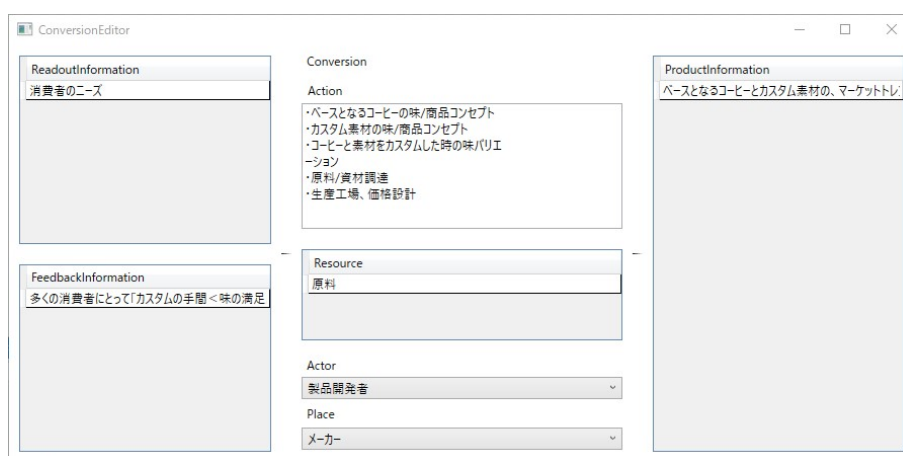 ConversionEditor
ReadoutInformation
消費者のニーズ
FeedbackInformation
多くの消費者にとって「カスタムの手間＜味の満足
Conversion
Action
・ベースとなるコーヒーの味/商品コンセプト
・カスタム素材の味/商品コンセプト
・コーヒーと素材をカスタムした時の味バリエ
ーション
・原料/資材調達
・生産工場、価格設計
Resource
原料
Actor
製品開発者
Place
メーカー
ProductInformation
ベースとなるコーヒーとカスタム素材の、マーケットトレ